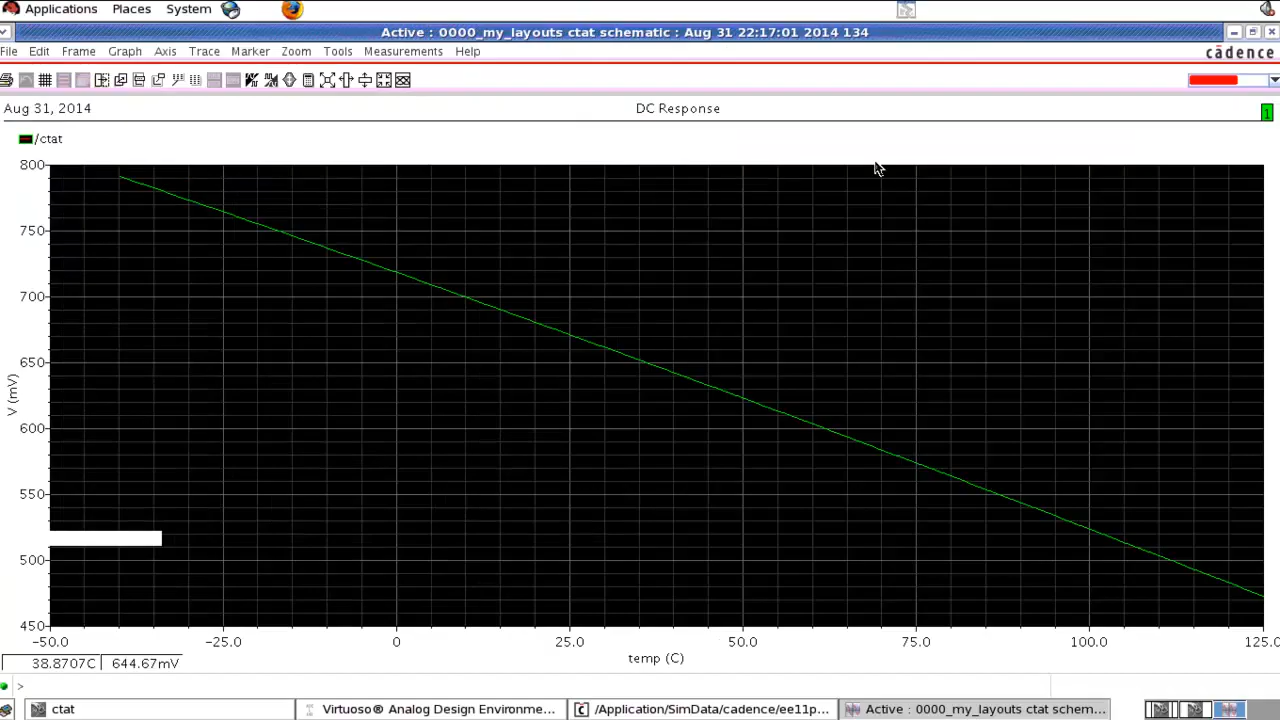 Applications Places System
Active : 0000_my_layouts ctat schematic : Aug 31 22:17:01 2014 134
File Edit Frame Graph Axis Trace Marker Zoom Tools Measurements Help
cādence
Aug 31, 2014 DC Response 1
/ctat
800
750
700
650
600
550
500
450
V (mV)
-50.0 -25.0 0 25.0 50.0 75.0 100.0 125.0
temp (C)
38.8707C 644.67mV
>
ctat Virtuoso® Analog Design Environme... /Application/SimData/cadence/ee11p... Active : 0000_my_layouts ctat schem...